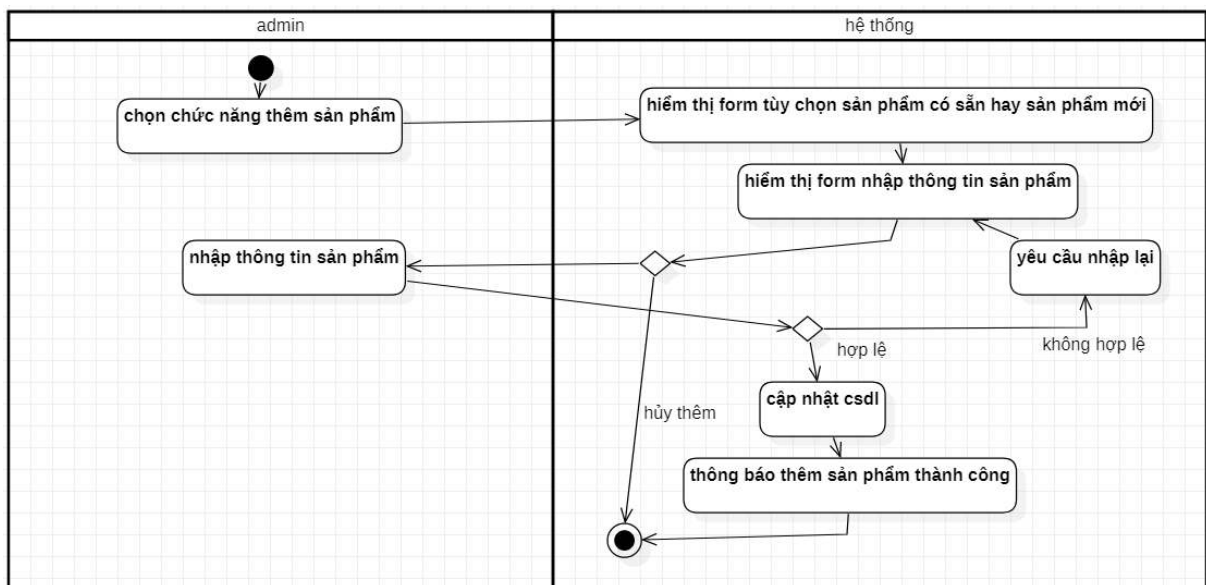 admin
hệ thống
chọn chức năng thêm sản phẩm
hiểm thị form tùy chọn sản phẩm có sẵn hay sản phẩm mới
hiểm thị form nhập thông tin sản phẩm
nhập thông tin sản phẩm
yêu cầu nhập lại
hợp lệ
không hợp lệ
cập nhật csdl
hủy thêm
thông báo thêm sản phẩm thành công